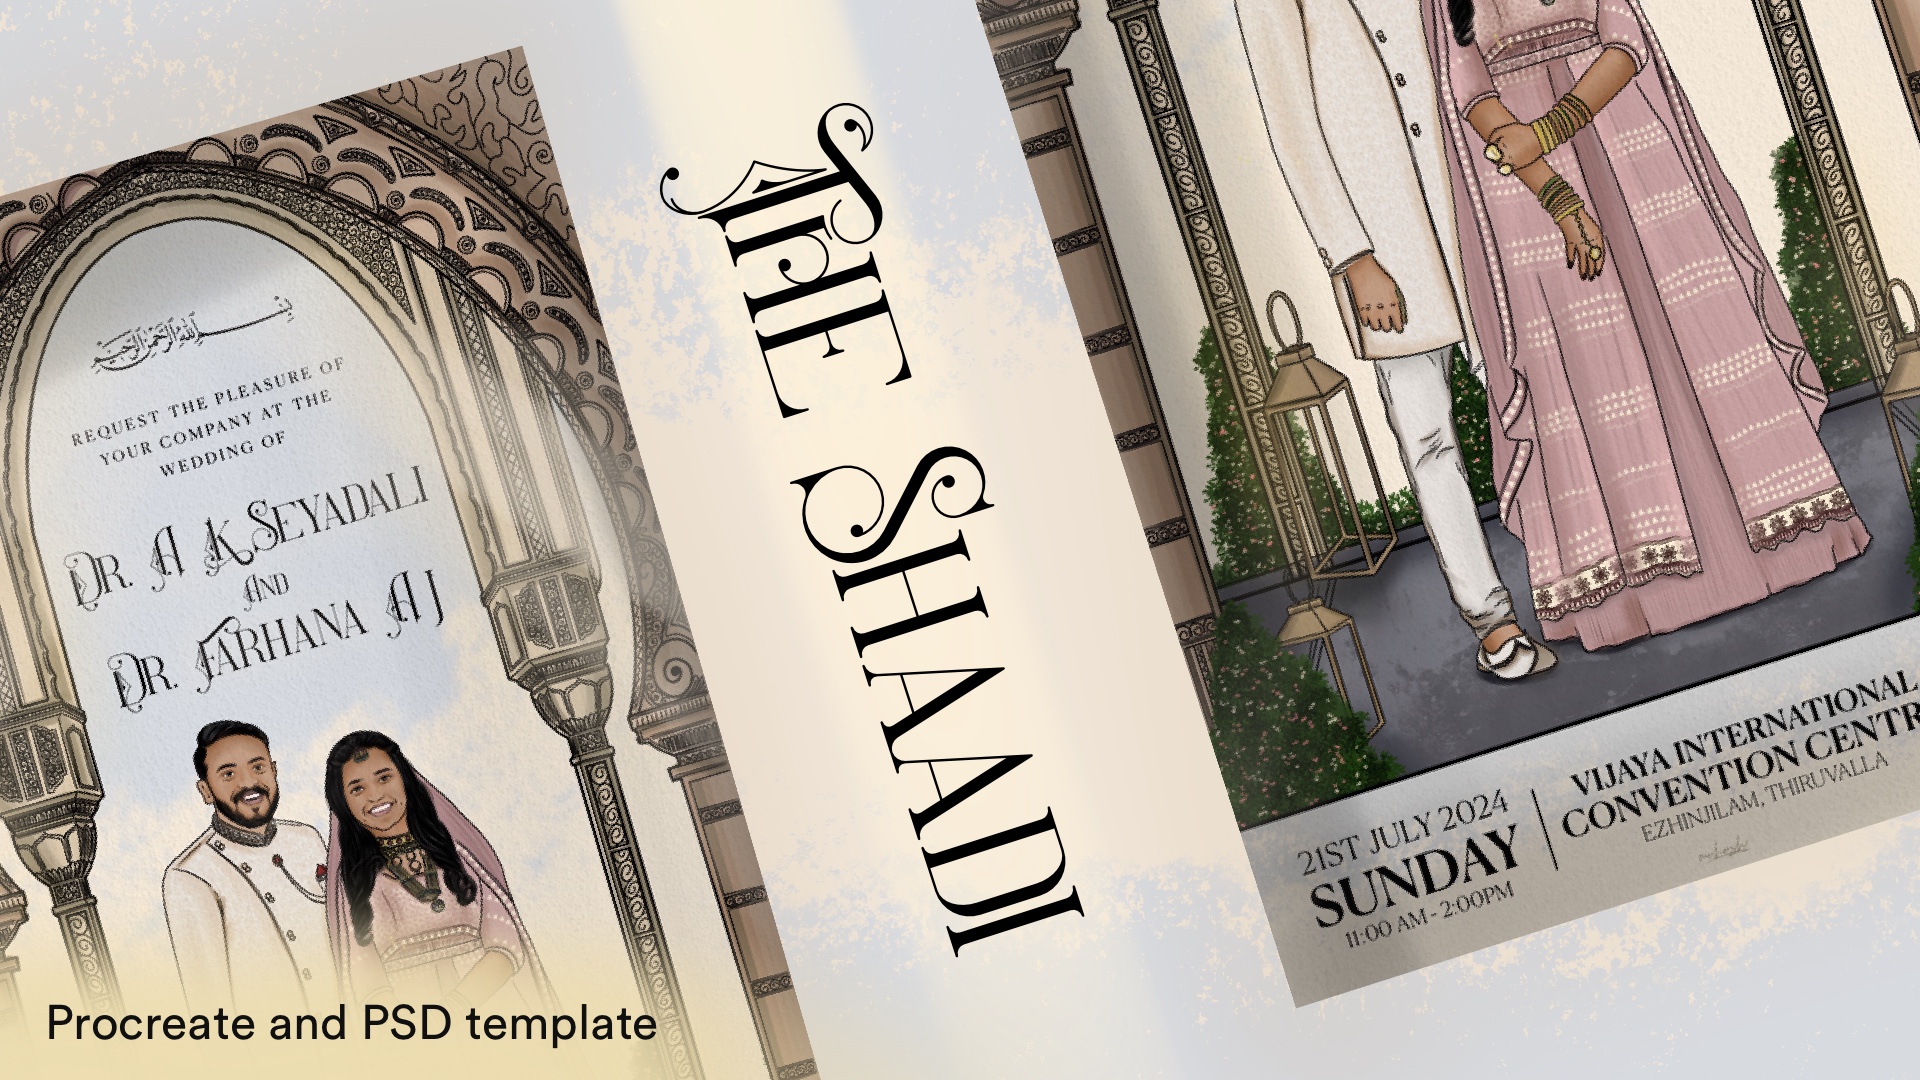 بسم الله الرحمن الرحيم
REQUEST THE PLEASURE OF
YOUR COMPANY AT THE
WEDDING OF
DR. A K SEYADALI
AND
DR. FARHANA A J
THE SHAADI
21ST JULY 2024
SUNDAY
11:00 AM - 2:00PM
VIJAYA INTERNATIONAL
CONVENTION CENTR
EZHINJILAM, THIRUVALLA
Procreate and PSD template